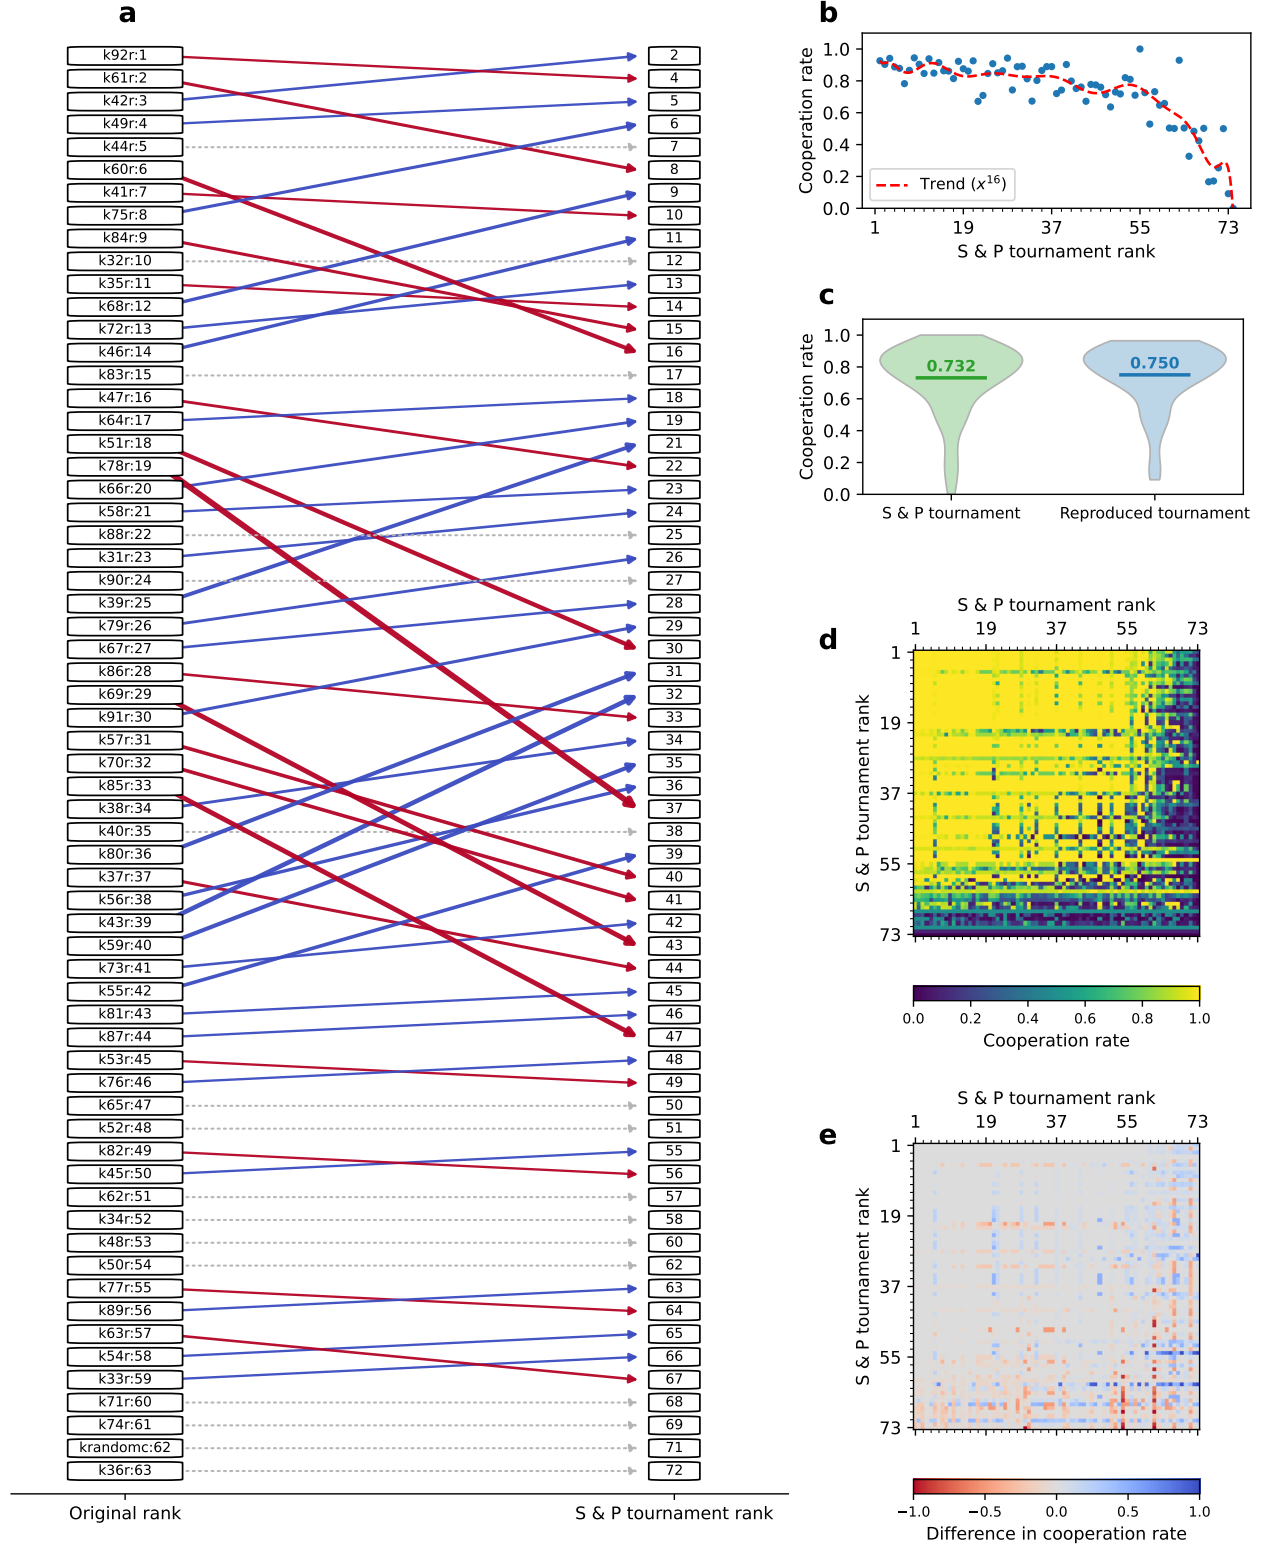 a
k92r:1
k61r:2
k42r:3
k49r:4
k44r:5
k60r:6
k41r:7
k75r:8
k84r:9
k32r:10
k35r:11
k68r:12
k72r:13
k46r:14
k83r:15
k47r:16
k64r:17
k51r:18
k78r:19
k66r:20
k58r:21
k88r:22
k31r:23
k90r:24
k39r:25
k79r:26
k67r:27
k86r:28
k69r:29
k91r:30
k57r:31
k70r:32
k85r:33
k38r:34
k40r:35
k80r:36
k37r:37
k56r:38
k43r:39
k59r:40
k73r:41
k55r:42
k81r:43
k87r:44
k53r:45
k76r:46
k65r:47
k52r:48
k82r:49
k45r:50
k62r:51
k34r:52
k48r:53
k50r:54
k77r:55
k89r:56
k63r:57
k54r:58
k33r:59
k71r:60
k74r:61
krandomc:62
k36r:63
Original rank
2
4
5
6
7
8
9
10
11
12
13
14
15
16
17
18
19
21
22
23
24
25
26
27
28
29
30
31
32
33
34
35
36
37
38
39
40
41
42
43
44
45
46
47
48
49
50
51
55
56
57
58
60
62
63
64
65
66
67
68
69
71
72
S & P tournament rank
b
Cooperation rate
1.0
0.8
0.6
0.4
0.2
0.0
Trend (x^16)
1 19 37 55 73
S & P tournament rank
c
Cooperation rate
1.0
0.8
0.6
0.4
0.2
0.0
0.732
0.750
S & P tournament
Reproduced tournament
d
S & P tournament rank
1 19 37 55 73
S & P tournament rank
1
19
37
55
73
0.0 0.2 0.4 0.6 0.8 1.0
Cooperation rate
e
S & P tournament rank
1 19 37 55 73
S & P tournament rank
1
19
37
55
73
−1.0 −0.5 0.0 0.5 1.0
Difference in cooperation rate